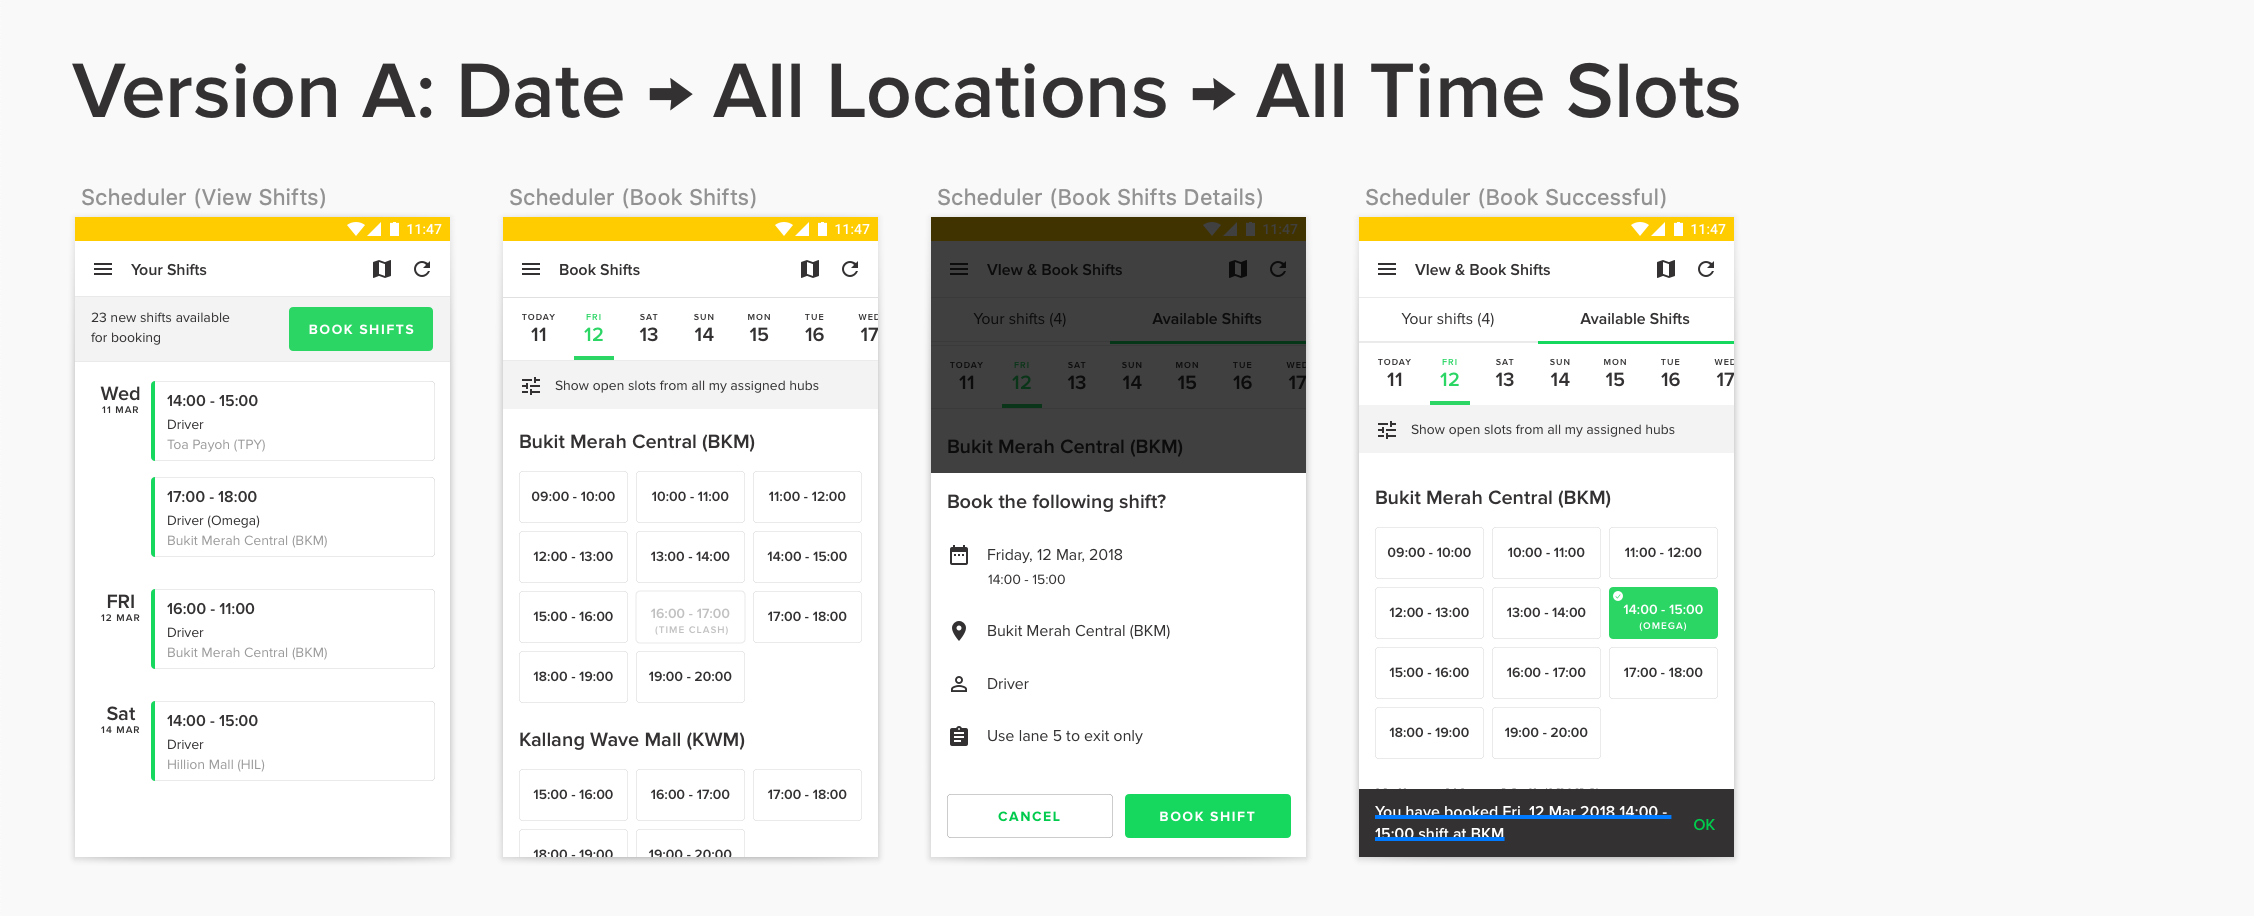 Version A: Date → All Locations → All Time Slots
Scheduler (View Shifts)
11:47
Your Shifts
23 new shifts available
for booking
BOOK SHIFTS
Wed
11 MAR
14:00 - 15:00
Driver
Toa Payoh (TPY)
17:00 - 18:00
Driver (Omega)
Bukit Merah Central (BKM)
FRI
12 MAR
16:00 - 11:00
Driver
Bukit Merah Central (BKM)
Sat
14 MAR
14:00 - 15:00
Driver
Hillion Mall (HIL)
Scheduler (Book Shifts)
11:47
Book Shifts
TODAY FRI SAT SUN MON TUE WED
11 12 13 14 15 16 17
Show open slots from all my assigned hubs
Bukit Merah Central (BKM)
09:00 - 10:00 10:00 - 11:00 11:00 - 12:00
12:00 - 13:00 13:00 - 14:00 14:00 - 15:00
15:00 - 16:00 16:00 - 17:00 17:00 - 18:00
(TIME CLASH)
18:00 - 19:00 19:00 - 20:00
Kallang Wave Mall (KWM)
15:00 - 16:00 16:00 - 17:00 17:00 - 18:00
18:00 - 19:00 19:00 - 20:00
Scheduler (Book Shifts Details)
11:47
VIew & Book Shifts
Your shifts (4) Available Shifts
TODAY FRI SAT SUN MON TUE WED
11 12 13 14 15 16 17
Bukit Merah Central (BKM)
Book the following shift?
Friday, 12 Mar, 2018
14:00 - 15:00
Bukit Merah Central (BKM)
Driver
Use lane 5 to exit only
CANCEL BOOK SHIFT
Scheduler (Book Successful)
11:47
VIew & Book Shifts
Your shifts (4) Available Shifts
TODAY FRI SAT SUN MON TUE WED
11 12 13 14 15 16 17
Show open slots from all my assigned hubs
Bukit Merah Central (BKM)
09:00 - 10:00 10:00 - 11:00 11:00 - 12:00
12:00 - 13:00 13:00 - 14:00 14:00 - 15:00
(OMEGA)
15:00 - 16:00 16:00 - 17:00 17:00 - 18:00
18:00 - 19:00 19:00 - 20:00
You have booked Fri, 12 Mar 2018 14:00 -
15:00 shift at BKM
OK